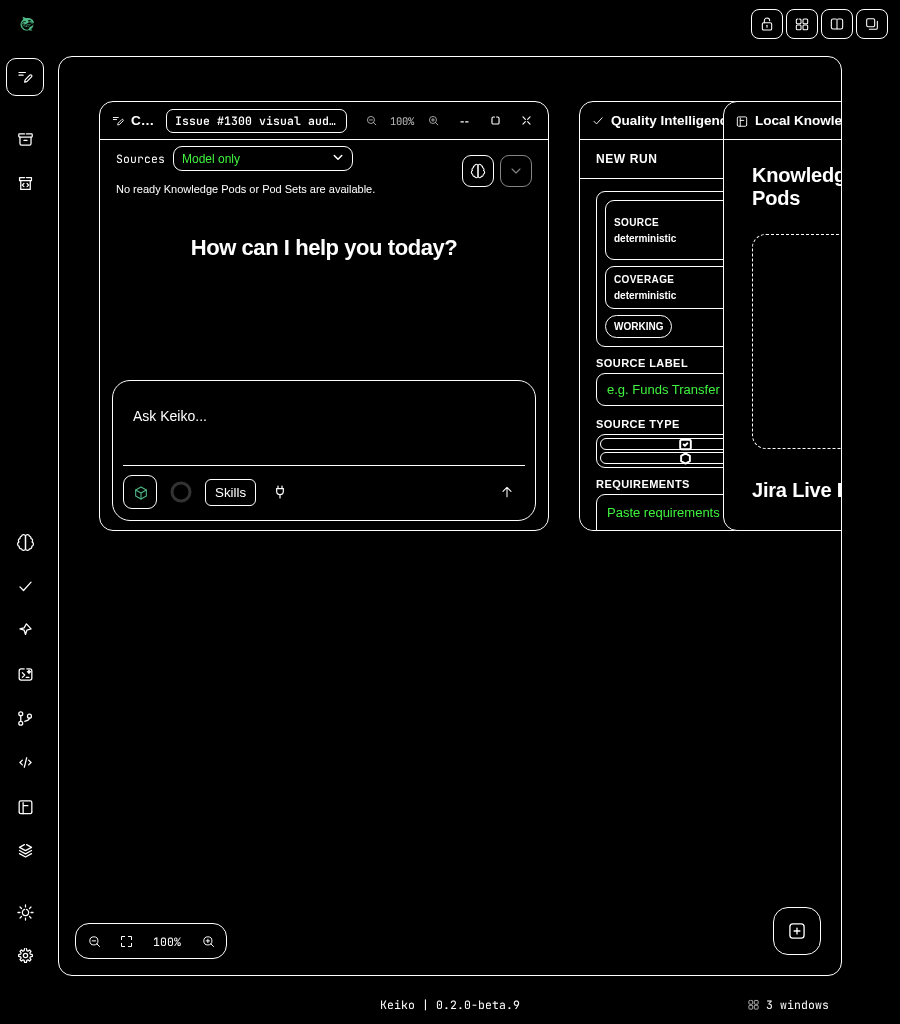 C...
Issue #1300 visual aud…
100%
Sources
Model only
No ready Knowledge Pods or Pod Sets are available.
How can I help you today?
Ask Keiko...
Skills
Quality Intelligenc
NEW RUN
SOURCE
deterministic
COVERAGE
deterministic
WORKING
SOURCE LABEL
e.g. Funds Transfer
SOURCE TYPE
REQUIREMENTS
Paste requirements
Local Knowle
Knowledg
Pods
Jira Live
100%
Keiko | 0.2.0-beta.9
3 windows